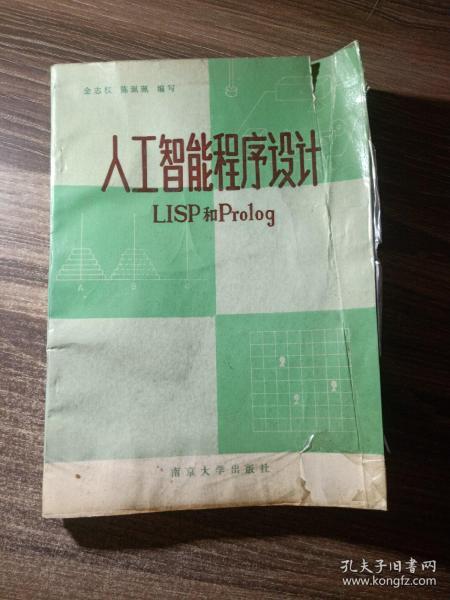 金志权 陈佩佩 编写
人工智能程序设计
LISP和Prolog
A B C
南京大学出版社
孔夫子旧书网
www.kongfz.com